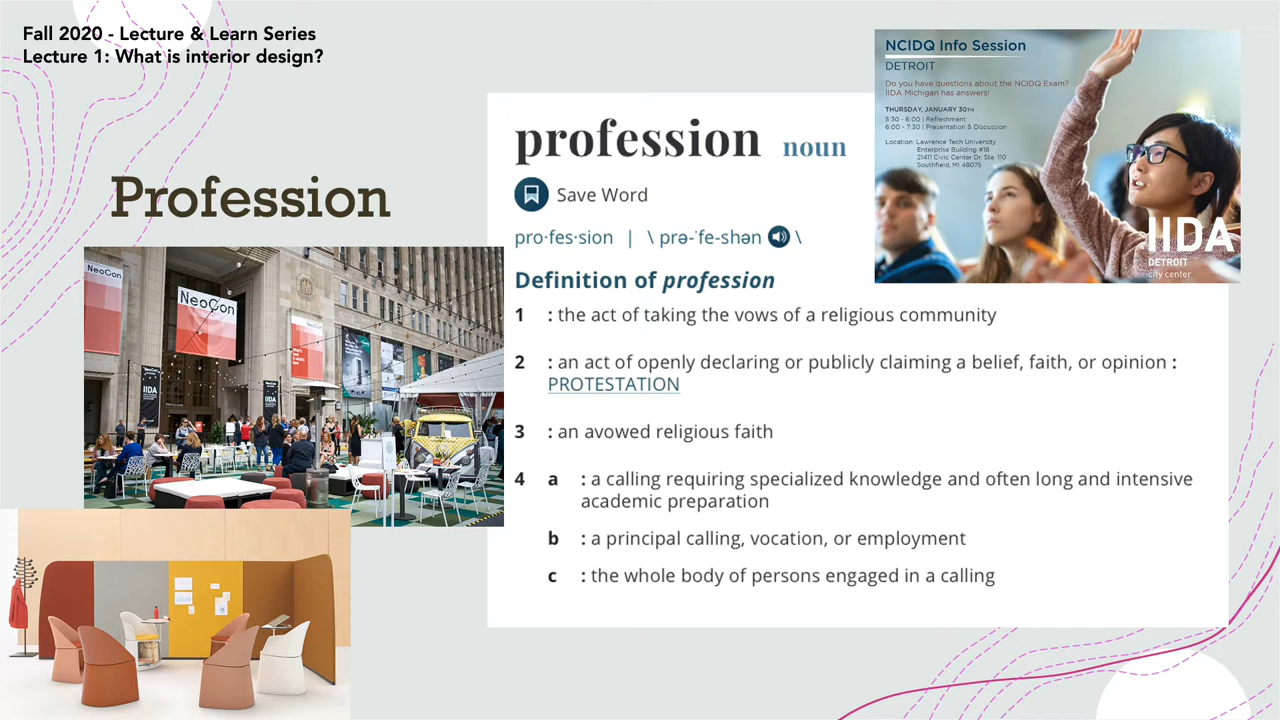 Fall 2020 - Lecture & Learn Series
Lecture 1: What is interior design?
Profession
NeoCon
NeoCon
NeoCon
IIDA
IIDA
profession noun
Save Word
pro·fes·sion | \ prə-ˈfe-shən \
Definition of profession
1 : the act of taking the vows of a religious community
2 : an act of openly declaring or publicly claiming a belief, faith, or opinion :
PROTESTATION
3 : an avowed religious faith
4 a : a calling requiring specialized knowledge and often long and intensive
academic preparation
b : a principal calling, vocation, or employment
c : the whole body of persons engaged in a calling
NCIDQ Info Session
DETROIT
Do you have questions about the NCIDQ Exam?
IIDA Michigan has answers!
THURSDAY, JANUARY 30TH
5:30 - 6:00 | Refreshment
6:00 - 7:30 | Presentation & Discussion
Location: Lawrence Tech University
Enterprise Building #16
21411 Civic Center Dr. Ste. 110
Southfield, MI 48075
IIDA
DETROIT
city center